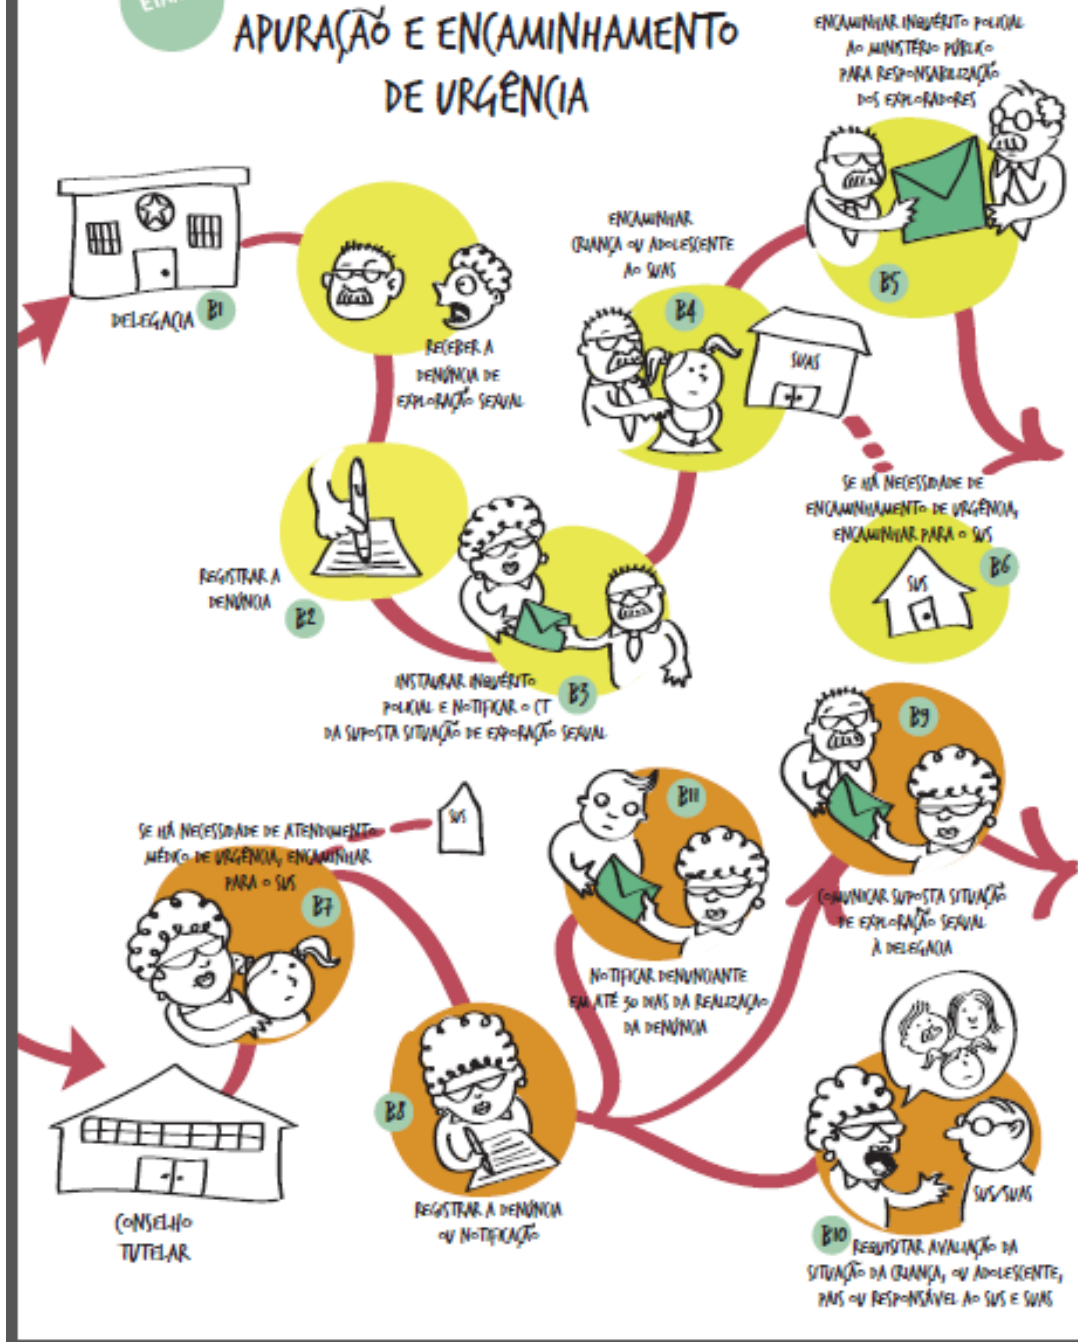 APURAÇÃO E ENCAMINHAMENTO
DE URGÊNCIA
DELEGACIA B1
RECEBER A
DENÚNCIA DE
EXPLORAÇÃO SEXUAL
REGISTRAR A
DENÚNCIA
B2
INSTAURAR INQUÉRITO
POLICIAL E NOTIFICAR O CT
DA SUPOSTA SITUAÇÃO DE EXPORAÇÃO SEXUAL
B3
ENCAMINHAR
CRIANÇA OU ADOLESCENTE
AO SUAS
B4
SUAS
ENCAMINHAR INQUÉRITO POLICIAL
AO MINISTÉRIO PÚBLICO
PARA RESPONSABILIZAÇÃO
DOS EXPLORADORES
B5
SE HÁ NECESSIDADE DE
ENCAMINHAMENTO DE URGÊNCIA,
ENCAMINHAR PARA O SUS
B6
SUS
SE HÁ NECESSIDADE DE ATENDIMENTO
MÉDICO DE URGÊNCIA, ENCAMINHAR
PARA O SUS
B7
SUS
CONSELHO
TUTELAR
B8
REGISTRAR A DENÚNCIA
OU NOTIFICAÇÃO
B11
NOTIFICAR DENUNCIANTE
EM ATÉ 30 DIAS DA REALIZAÇAO
DA DENÚNCIA
B9
COMUNICAR SUPOSTA SITUAÇÃO
DE EXPLORAÇÃO SEXUAL
À DELEGACIA
SUS/SUAS
B10
REQUISITAR AVALIAÇÃO DA
SITUAÇÃO DA CRIANÇA, OU ADOLESCENTE,
PAIS OU RESPONSÁVEL AO SUS E SUAS